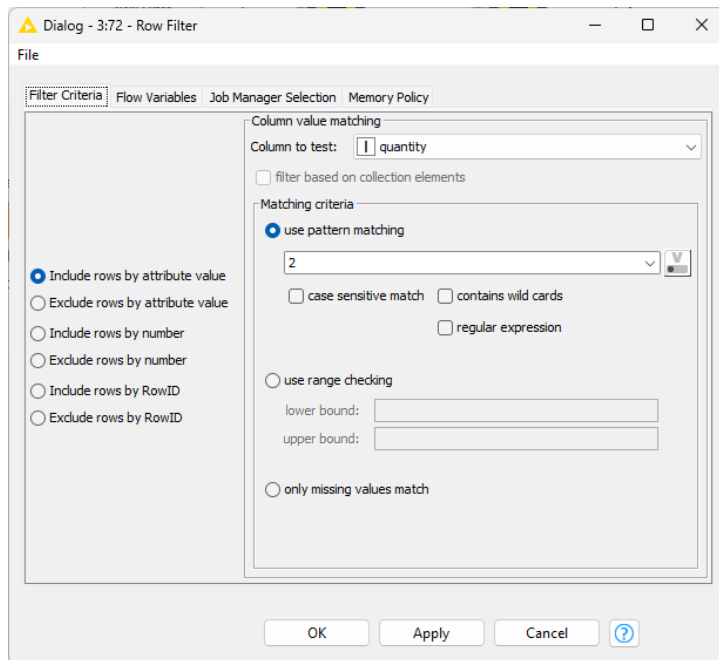 Dialog - 3:72 - Row Filter
File
Filter Criteria Flow Variables Job Manager Selection Memory Policy
Column value matching
Column to test: I quantity
filter based on collection elements
Matching criteria
use pattern matching
2
V
case sensitive match contains wild cards
regular expression
use range checking
lower bound:
upper bound:
only missing values match
Include rows by attribute value
Exclude rows by attribute value
Include rows by number
Exclude rows by number
Include rows by RowID
Exclude rows by RowID
OK Apply Cancel ?